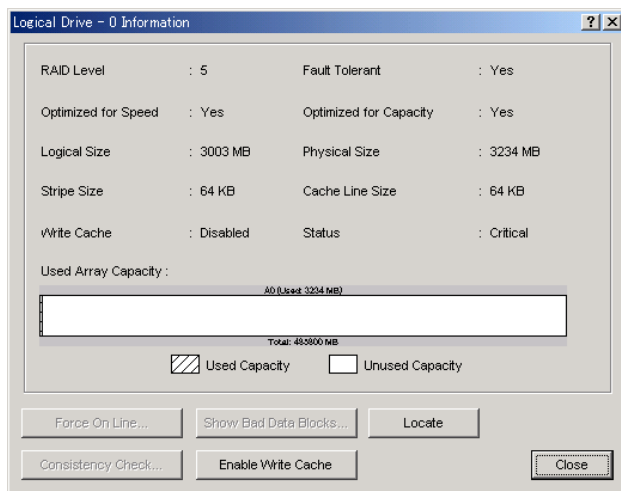 Logical Drive - 0 Information
RAID Level : 5 Fault Tolerant : Yes
Optimized for Speed : Yes Optimized for Capacity : Yes
Logical Size : 3003 MB Physical Size : 3234 MB
Stripe Size : 64 KB Cache Line Size : 64 KB
Write Cache : Disabled Status : Critical
Used Array Capacity :
A0 (Used: 3234 MB)
Total: 485800 MB
Used Capacity Unused Capacity
Force On Line... Show Bad Data Blocks... Locate
Consistency Check... Enable Write Cache Close